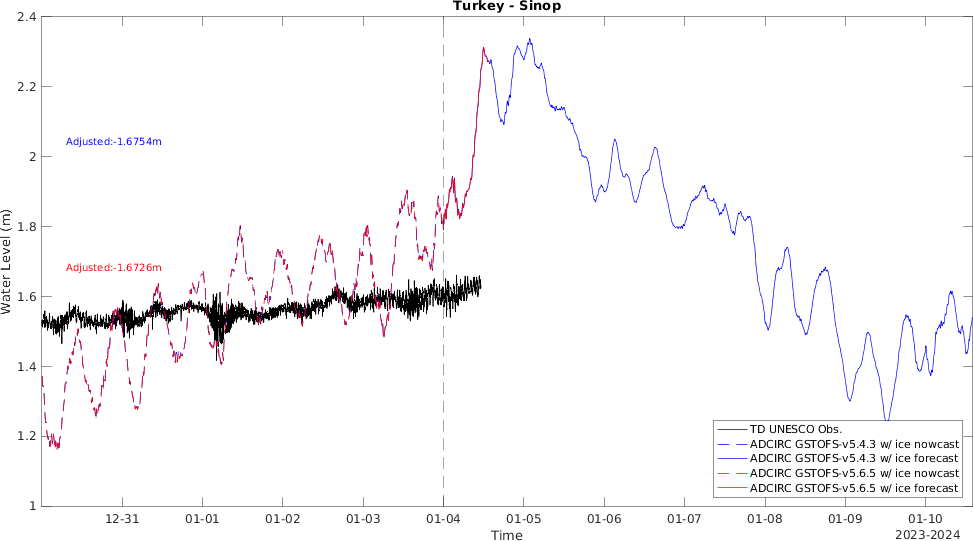 Turkey - Sinop
2.4
2.2
2
1.8
1.6
1.4
1.2
1
Water Level (m)
Adjusted:-1.6754m
Adjusted:-1.6726m
TD UNESCO Obs.
ADCIRC GSTOFS-v5.4.3 w/ ice nowcast
ADCIRC GSTOFS-v5.4.3 w/ ice forecast
ADCIRC GSTOFS-v5.6.5 w/ ice nowcast
ADCIRC GSTOFS-v5.6.5 w/ ice forecast
12-31 01-01 01-02 01-03 01-04 01-05 01-06 01-07 01-08 01-09 01-10
Time
2023-2024